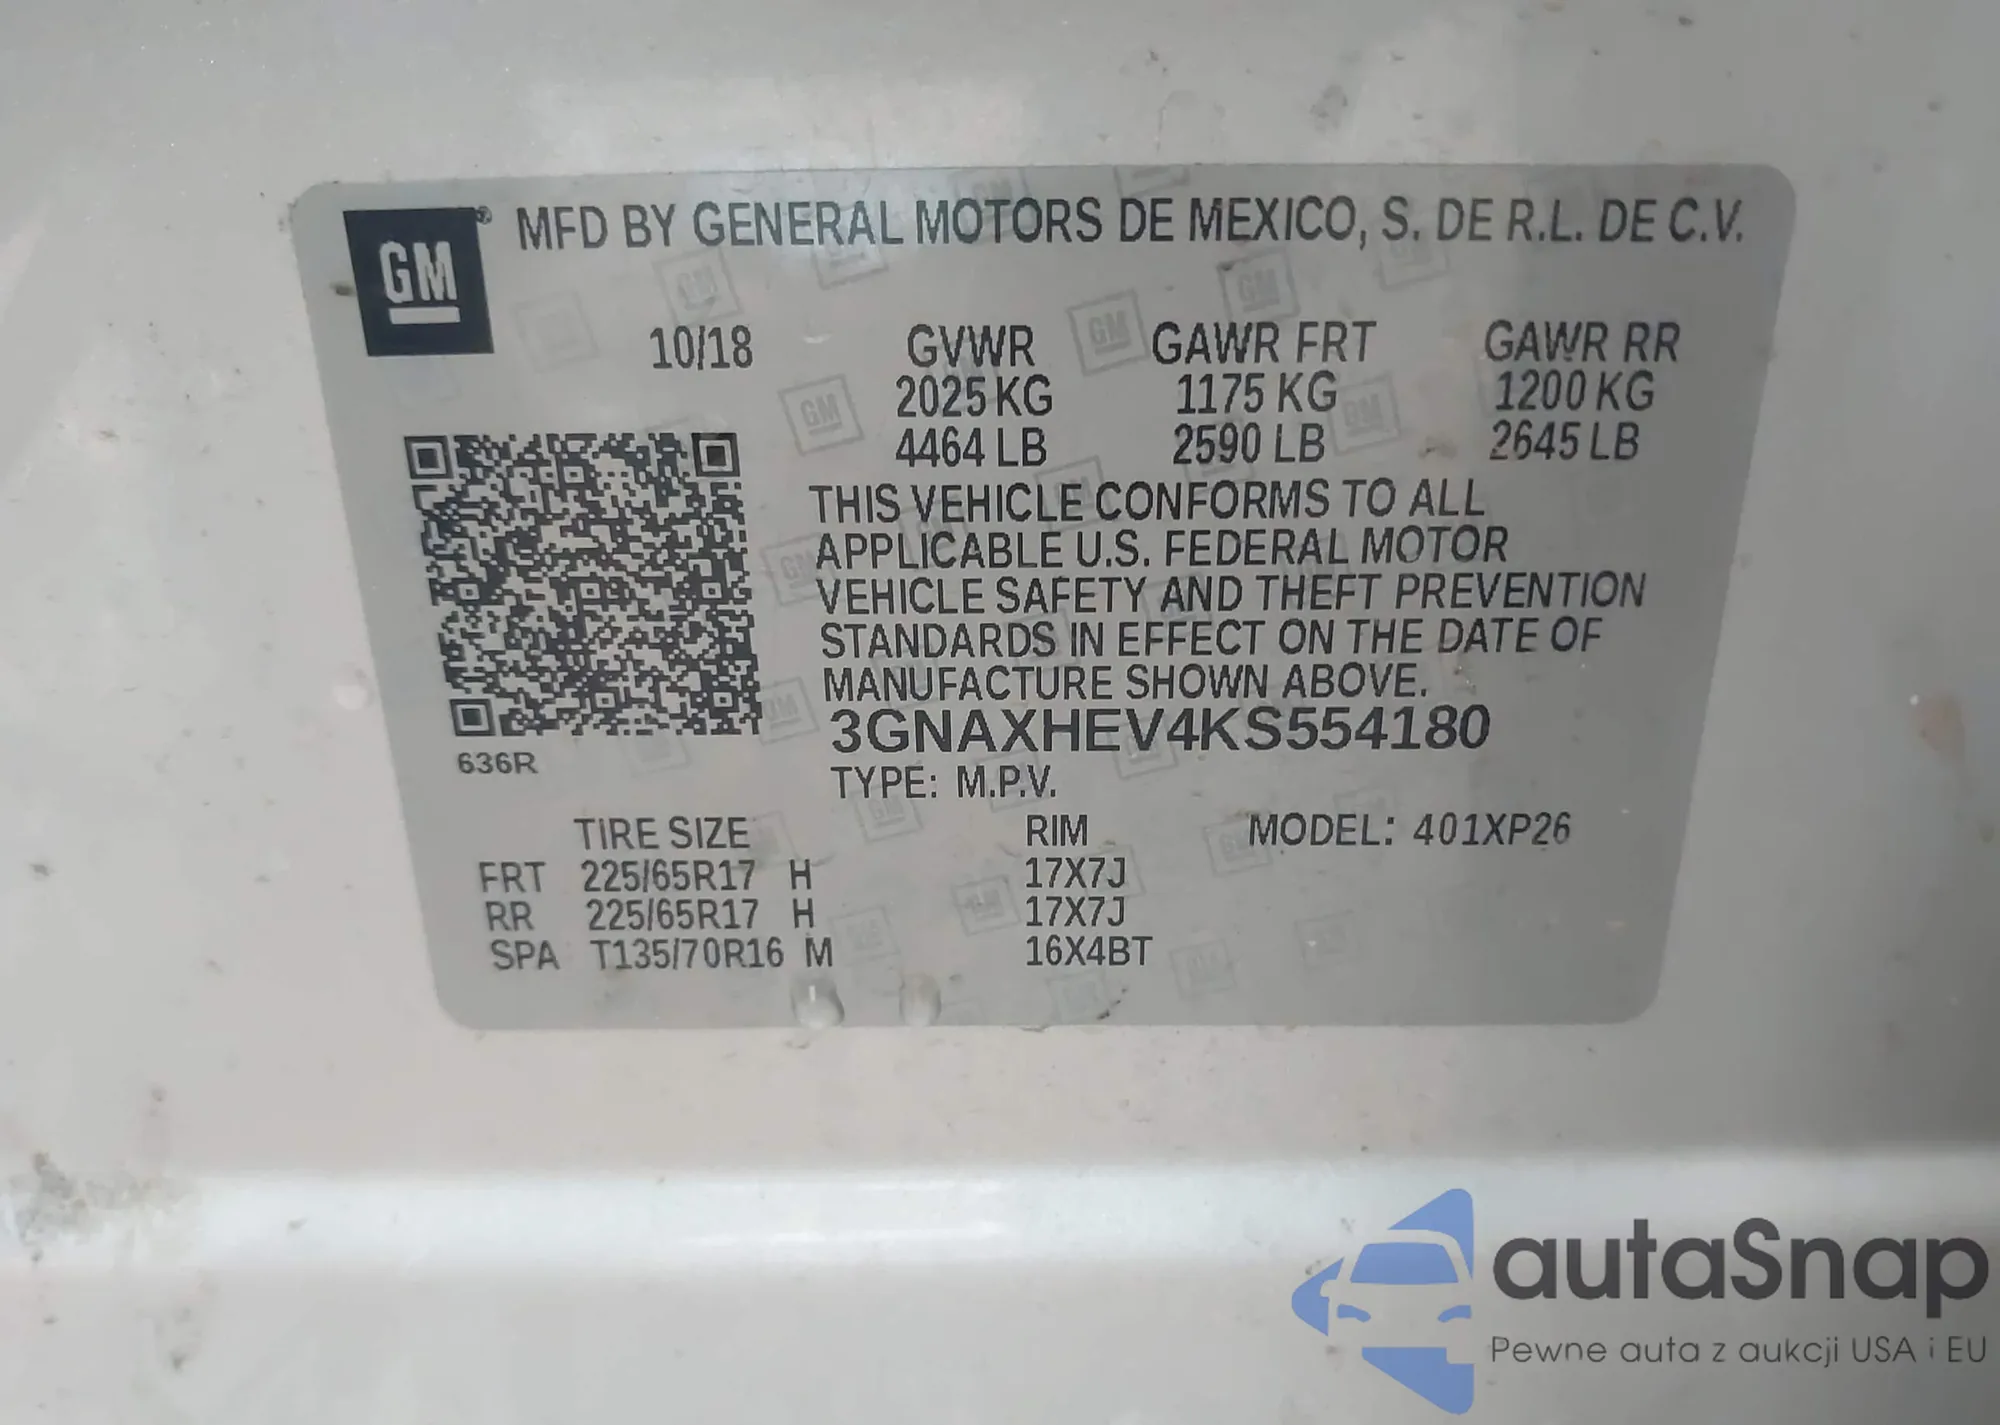 GM® MFD BY GENERAL MOTORS DE MEXICO, S. DE R.L. DE C.V.
10/18 GVWR GAWR FRT GAWR RR
2025 KG 1175 KG 1200 KG
4464 LB 2590 LB 2645 LB
THIS VEHICLE CONFORMS TO ALL
APPLICABLE U.S. FEDERAL MOTOR
VEHICLE SAFETY AND THEFT PREVENTION
STANDARDS IN EFFECT ON THE DATE OF
MANUFACTURE SHOWN ABOVE.
3GNAXHEV4KS554180
636R
TYPE: M.P.V.
TIRE SIZE RIM MODEL: 401XP26
FRT 225/65R17 H 17X7J
RR 225/65R17 H 17X7J
SPA T135/70R16 M 16X4BT
autaSnap
Pewne auta z aukcji USA i EU